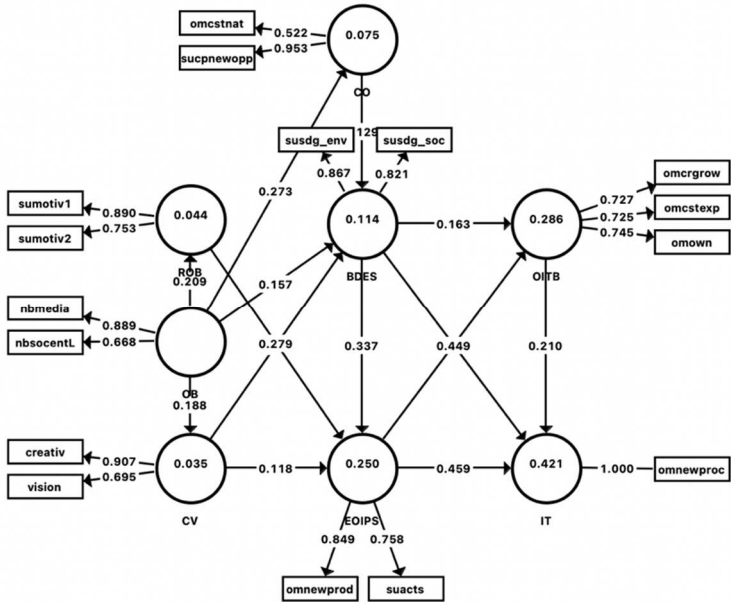 omcstnat
0.522
0.075
0.953
sucpnewopp
CO
susdg_env
129
susdg_soc
0.867
0.821
omcrgrow
0.273
0.727
sumotiv1
0.890
0.044
0.114
0.163
0.286
0.725
omcstexp
sumotiv2
0.753
0.745
omown
ROB
0.209
BDES
OITB
0.157
nbmedia
0.889
nbsocentL
0.668
0.279
0.337
0.449
0.210
OB
0.188
creativ
0.907
0.035
0.118
0.250
0.459
0.421
1.000
omnewproc
vision
0.695
CV
EOIPS
IT
0.849
0.758
omnewprod
suacts